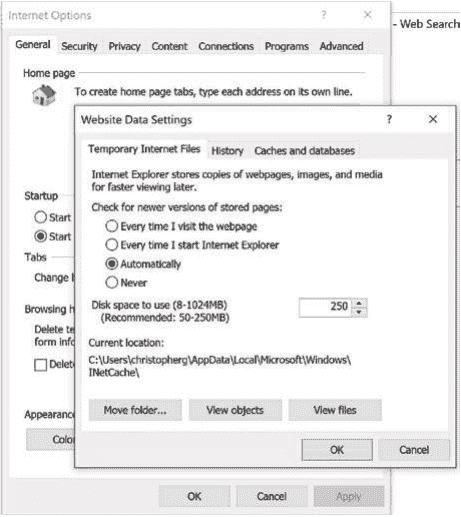 Internet Options ? ×
- Web Search
General Security Privacy Content Connections Programs Advanced
Home page
To create home page tabs, type each address on its own line.
Website Data Settings ? ×
Temporary Internet Files History Caches and databases
Internet Explorer stores copies of webpages, images, and media
for faster viewing later.
Check for newer versions of stored pages:
Every time I visit the webpage
Every time I start Internet Explorer
Automatically
Never
Disk space to use (8-1024MB) 250
(Recommended: 50-250MB)
Current location:
C:\Users\christopherg\AppData\Local\Microsoft\Windows\
INetCache\
Move folder... View objects View files
OK Cancel
Startup
Start
Start
Tabs
Change
Browsing h
Delete te
form info
Delet
Appearance
Colo
OK Cancel Apply